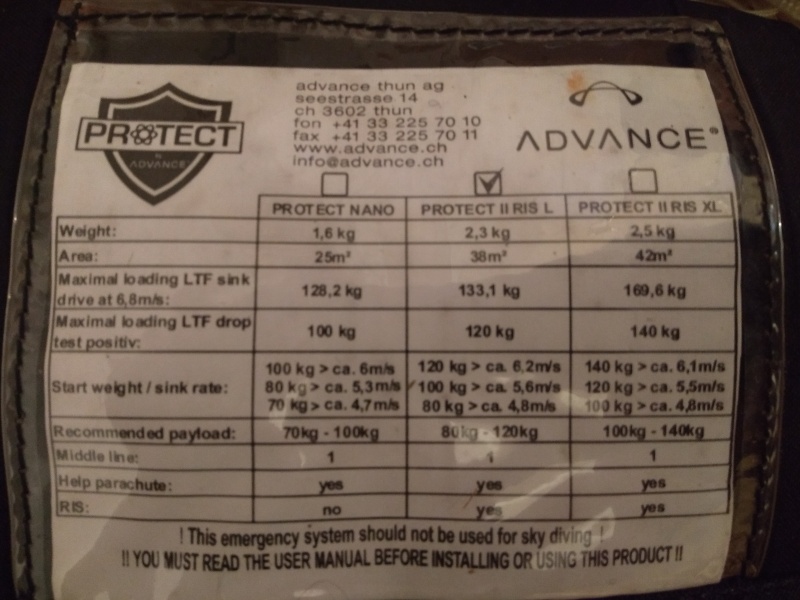 PROTECT
by
ADVANCE
advance thun ag
seestrasse 14
ch 3602 thun
fon +41 33 225 70 10
fax +41 33 225 70 11
www.advance.ch
info@advance.ch
ADVANCE®
PROTECT NANO PROTECT II RIS L PROTECT II RIS XL
Weight: 1,6 kg 2,3 kg 2,5 kg
Area: 25m² 38m² 42m²
Maximal loading LTF sink
drive at 6,8m/s: 128,2 kg 133,1 kg 169,6 kg
Maximal loading LTF drop
test positiv: 100 kg 120 kg 140 kg
100 kg > ca. 6m/s 120 kg > ca. 6,2m/s 140 kg > ca. 6,1m/s
Start weight / sink rate: 80 kg > ca. 5,3m/s 100 kg > ca. 5,6m/s 120 kg > ca. 5,5m/s
70 kg > ca. 4,7m/s 80 kg > ca. 4,8m/s 100 kg > ca. 4,8m/s
Recommended payload: 70kg - 100kg 80kg - 120kg 100kg - 140kg
Middle line: 1 1 1
Help parachute: yes yes yes
RIS: no yes yes
! This emergency system should not be used for sky diving !
!! YOU MUST READ THE USER MANUAL BEFORE INSTALLING OR USING THIS PRODUCT !!